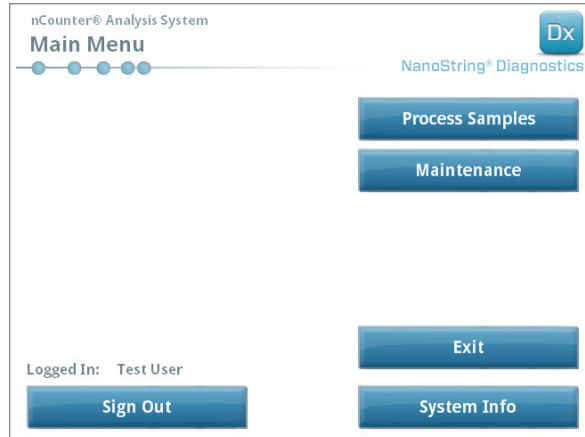 nCounter® Analysis System
Main Menu
Dx
NanoString® Diagnostics
Process Samples
Maintenance
Exit
Logged In: Test User
Sign Out
System Info